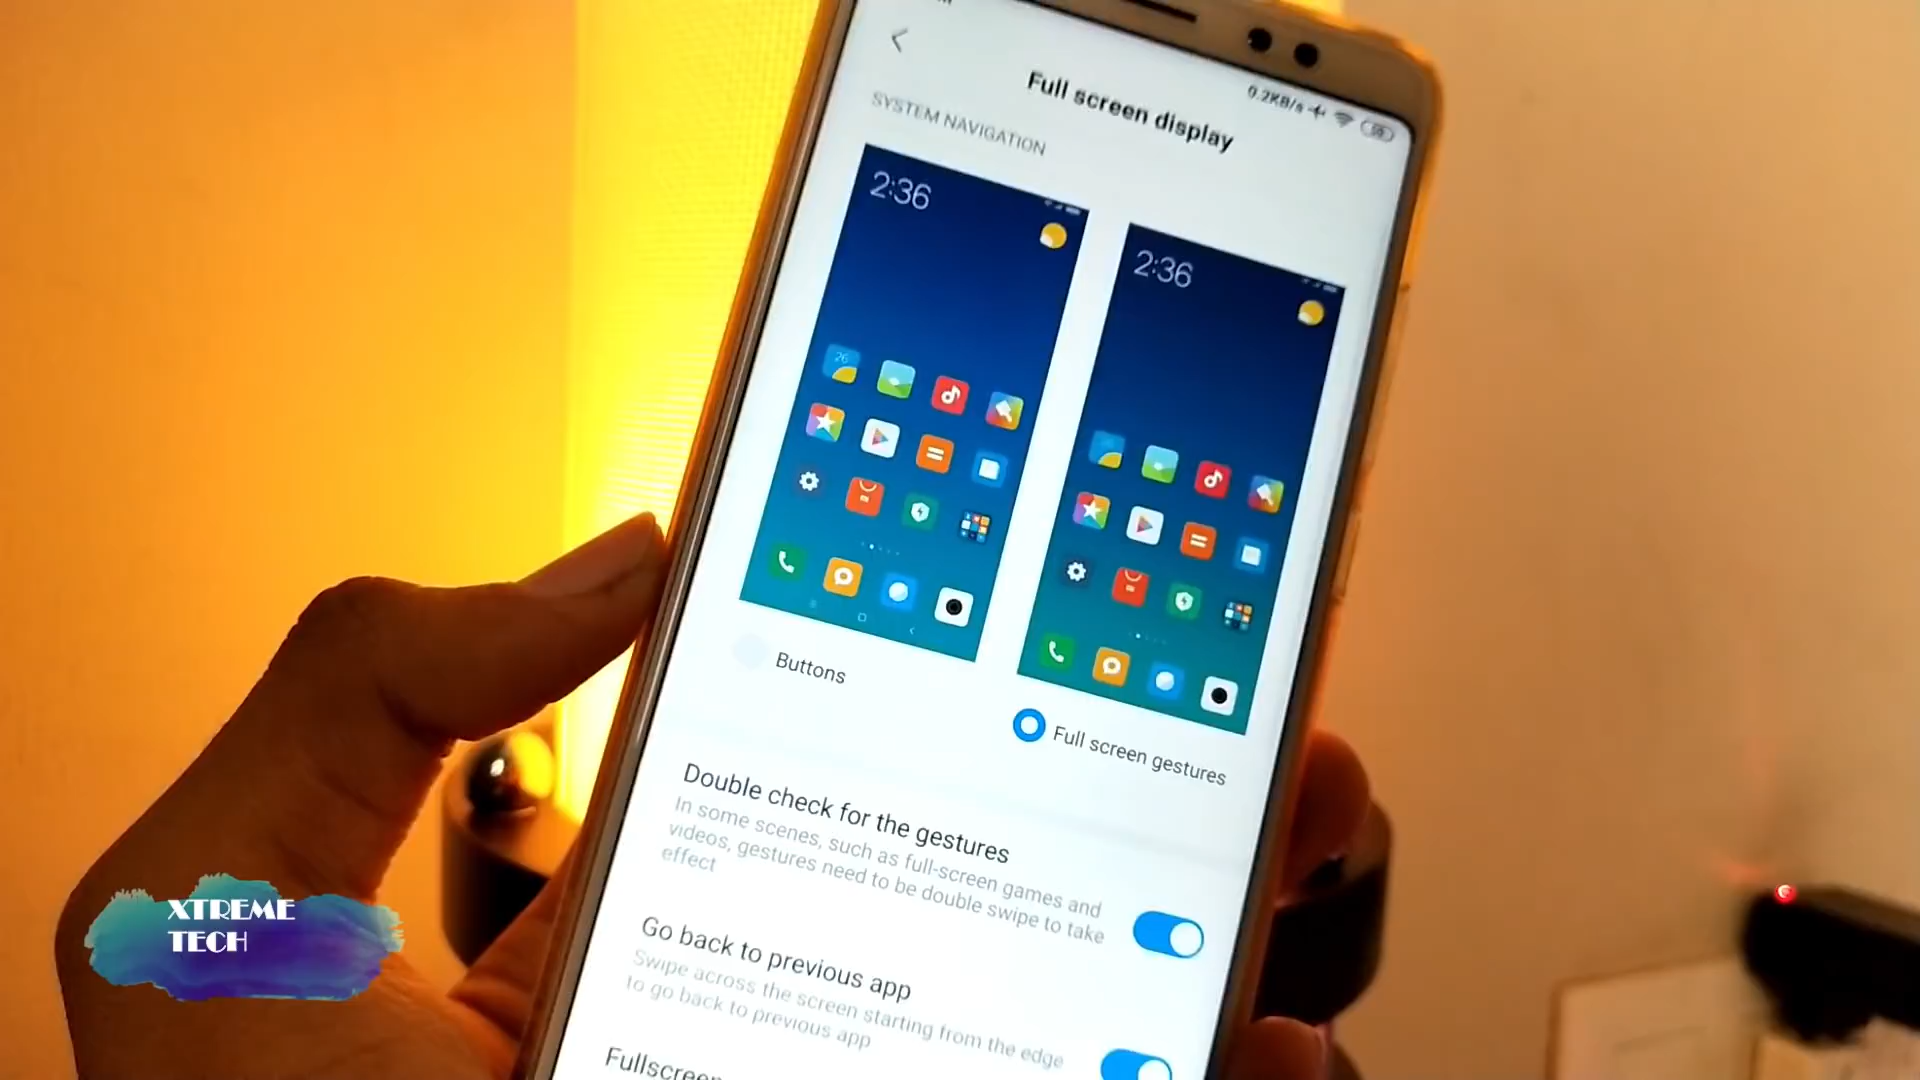 0.2KB/s
Full screen display
SYSTEM NAVIGATION
2:36
2:36
26
Buttons
Full screen gestures
Double check for the gestures
In some scenes, such as full-screen games and
videos, gestures need to be double swipe to take
effect
Go back to previous app
Swipe across the screen starting from the edge
to go back to previous app
Fullscreen
XTREME
TECH